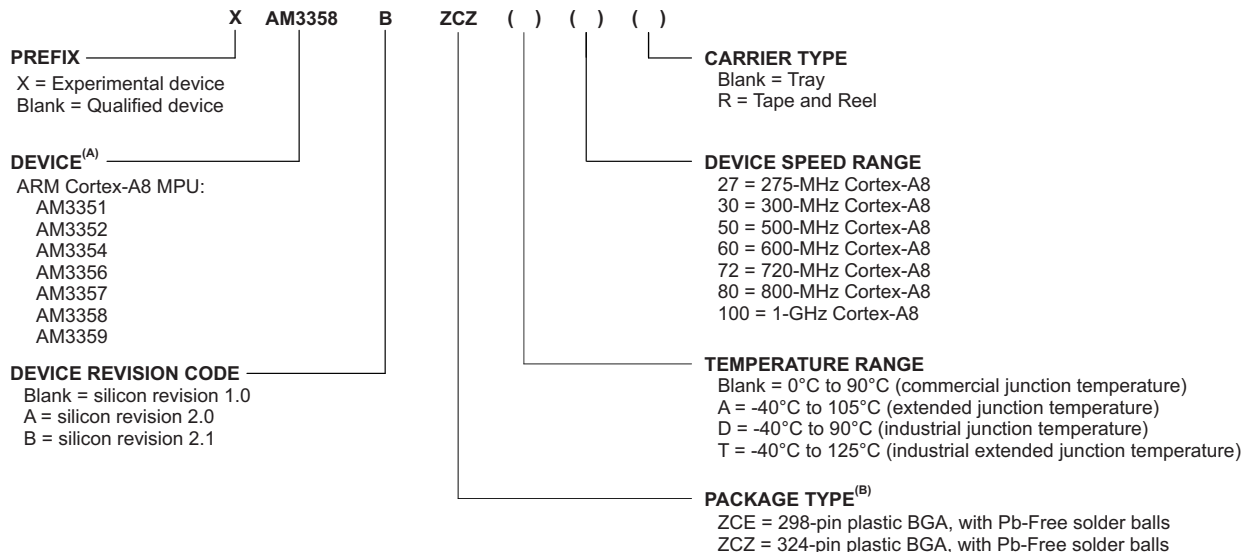 X AM3358 B ZCZ ( ) ( ) ( )
PREFIX
X = Experimental device
Blank = Qualified device
DEVICE(A)
ARM Cortex-A8 MPU:
AM3351
AM3352
AM3354
AM3356
AM3357
AM3358
AM3359
DEVICE REVISION CODE
Blank = silicon revision 1.0
A = silicon revision 2.0
B = silicon revision 2.1
CARRIER TYPE
Blank = Tray
R = Tape and Reel
DEVICE SPEED RANGE
27 = 275-MHz Cortex-A8
30 = 300-MHz Cortex-A8
50 = 500-MHz Cortex-A8
60 = 600-MHz Cortex-A8
72 = 720-MHz Cortex-A8
80 = 800-MHz Cortex-A8
100 = 1-GHz Cortex-A8
TEMPERATURE RANGE
Blank = 0°C to 90°C (commercial junction temperature)
A = -40°C to 105°C (extended junction temperature)
D = -40°C to 90°C (industrial junction temperature)
T = -40°C to 125°C (industrial extended junction temperature)
PACKAGE TYPE(B)
ZCE = 298-pin plastic BGA, with Pb-Free solder balls
ZCZ = 324-pin plastic BGA, with Pb-Free solder balls